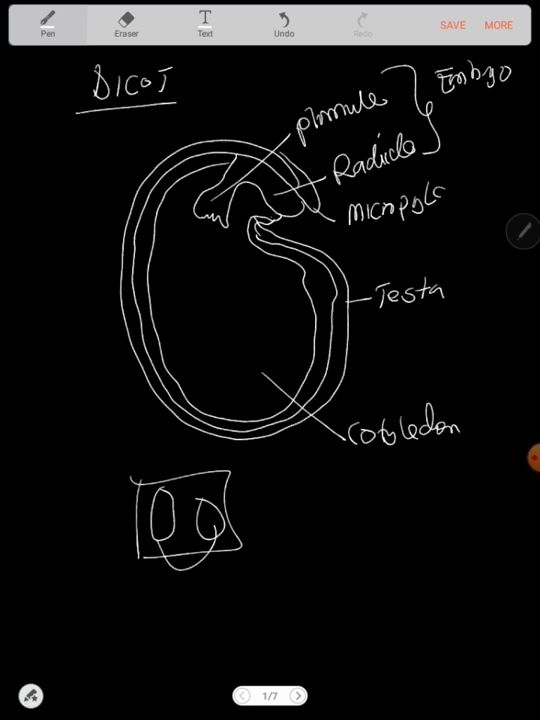 Pen
Eraser
Text
Undo
Redo
SAVE
MORE
DICOT
Embryo
plumule
Radicle
micropyle
Testa
Cotyledon
1/7